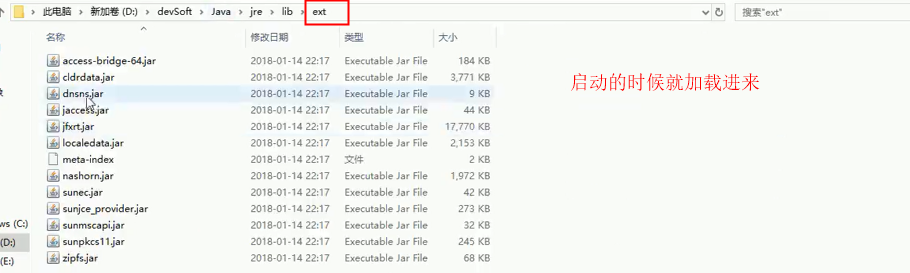 此电脑 › 新加卷 (D:) › devSoft › Java › jre › lib › ext
搜索"ext"
名称 修改日期 类型 大小
access-bridge-64.jar 2018-01-14 22:17 Executable Jar File 184 KB
cldrdata.jar 2018-01-14 22:17 Executable Jar File 3,771 KB
dnsns.jar 2018-01-14 22:17 Executable Jar File 9 KB
jaccess.jar 2018-01-14 22:17 Executable Jar File 44 KB
jfxrt.jar 2018-01-14 22:17 Executable Jar File 17,770 KB
localedata.jar 2018-01-14 22:17 Executable Jar File 2,153 KB
meta-index 2018-01-14 22:17 文件 2 KB
nashorn.jar 2018-01-14 22:17 Executable Jar File 1,972 KB
sunec.jar 2018-01-14 22:17 Executable Jar File 42 KB
sunjce_provider.jar 2018-01-14 22:17 Executable Jar File 273 KB
sunmscapi.jar 2018-01-14 22:17 Executable Jar File 32 KB
sunpkcs11.jar 2018-01-14 22:17 Executable Jar File 245 KB
zipfs.jar 2018-01-14 22:17 Executable Jar File 68 KB
启动的时候就加载进来
ws (C:)
(D:)
(E:)